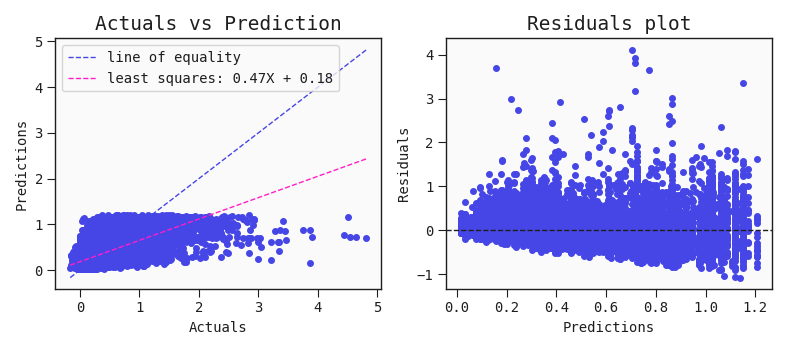 Actuals vs Prediction
line of equality
least squares: 0.47X + 0.18
Predictions
5
4
3
2
1
0
0 1 2 3 4 5
Actuals
Residuals plot
Residuals
4
3
2
1
0
−1
0.0 0.2 0.4 0.6 0.8 1.0 1.2
Predictions